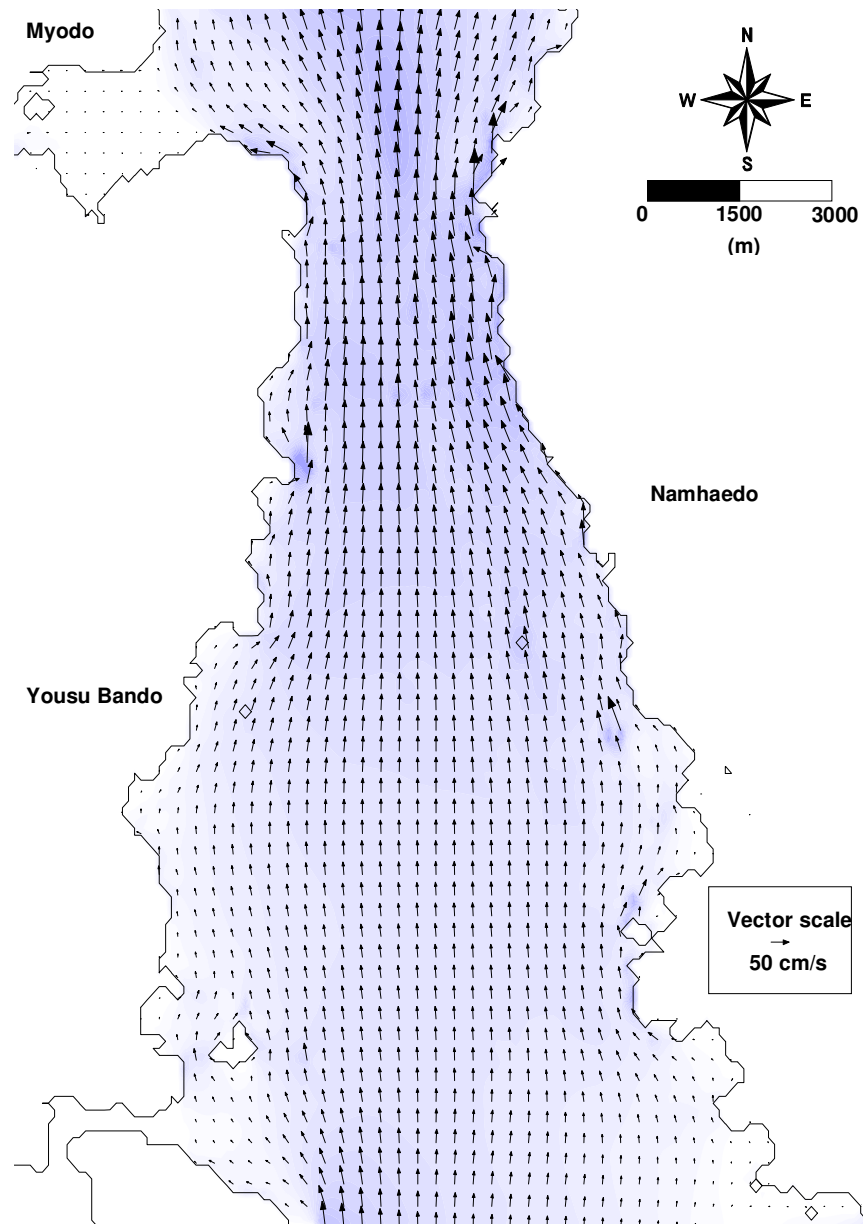 Myodo
N
W E
S
0 1500 3000
(m)
Namhaedo
Yousu Bando
Vector scale
50 cm/s